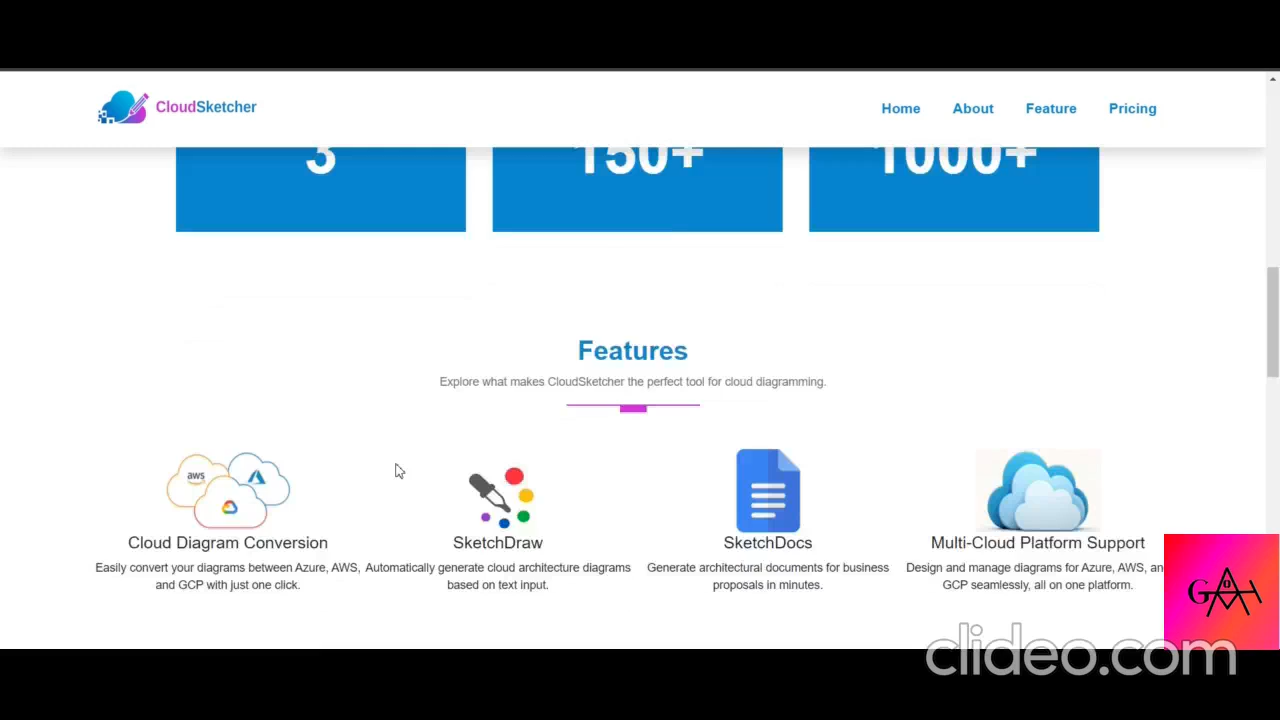 CloudSketcher
Home About Feature Pricing
3 150+ 1000+
Features
Explore what makes CloudSketcher the perfect tool for cloud diagramming.
aws
Cloud Diagram Conversion
Easily convert your diagrams between Azure, AWS,
and GCP with just one click.
SketchDraw
Automatically generate cloud architecture diagrams
based on text input.
SketchDocs
Generate architectural documents for business
proposals in minutes.
Multi-Cloud Platform Support
Design and manage diagrams for Azure, AWS,
GCP seamlessly, all on one platform.
clideo.com